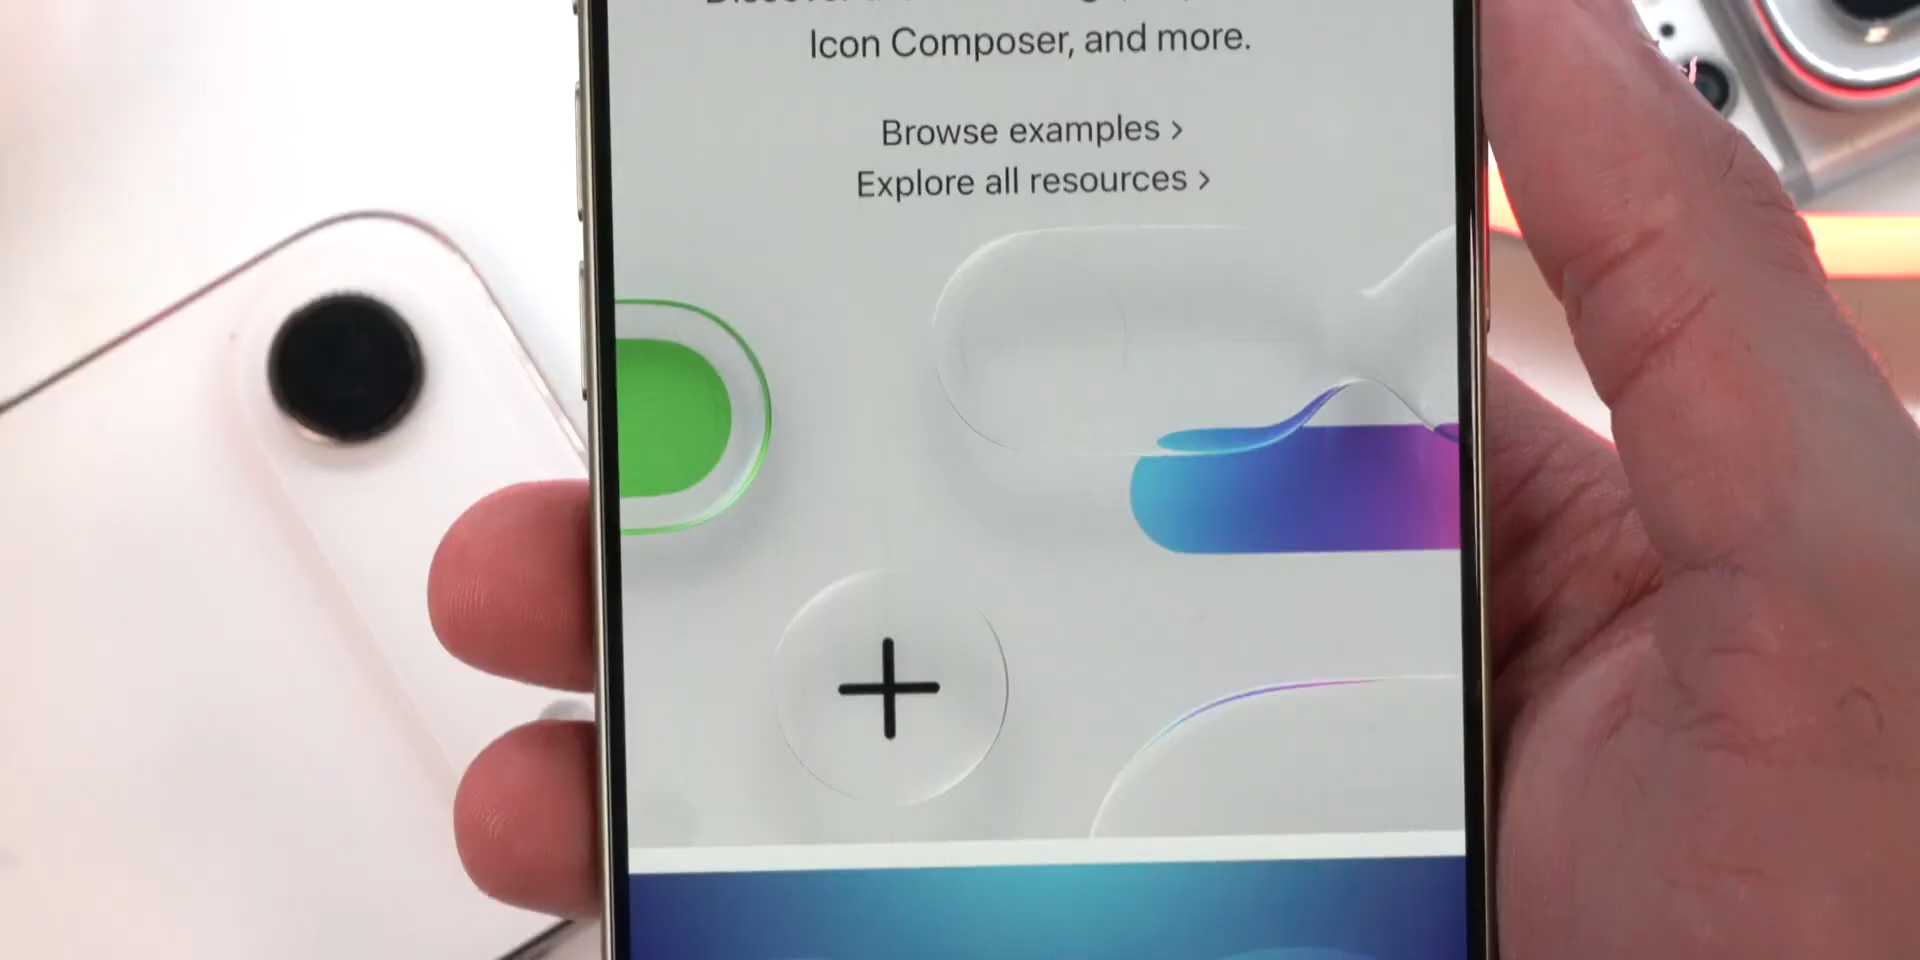 Icon Composer, and more.
Browse examples >
Explore all resources >